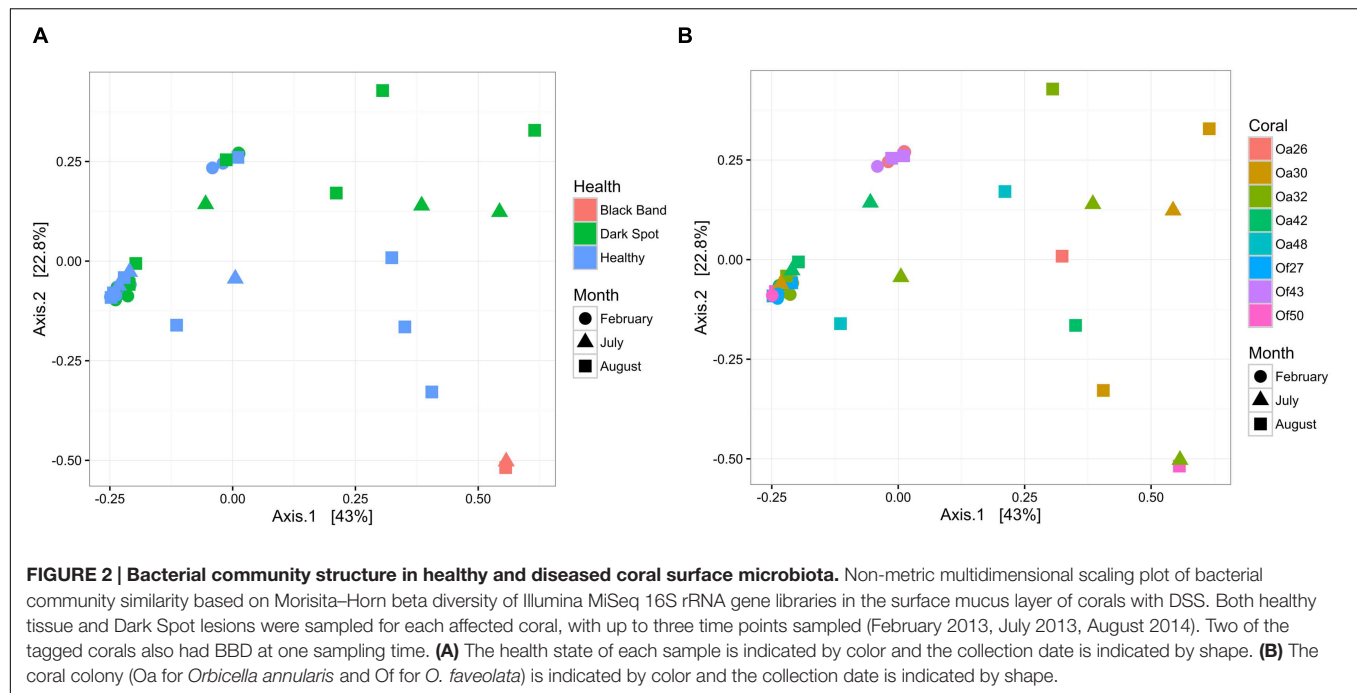 A
0.25
0.00
-0.25
-0.50
Axis.2 [22.8%]
-0.25
0.00
0.25
0.50
Axis.1 [43%]
Health
Black Band
Dark Spot
Healthy
Month
February
July
August
B
0.25
0.00
-0.25
-0.50
Axis.2 [22.8%]
-0.25
0.00
0.25
0.50
Axis.1 [43%]
Coral
Oa26
Oa30
Oa32
Oa42
Oa48
Of27
Of43
Of50
Month
February
July
August
FIGURE 2 | Bacterial community structure in healthy and diseased coral surface microbiota. Non-metric multidimensional scaling plot of bacterial
community similarity based on Morisita–Horn beta diversity of Illumina MiSeq 16S rRNA gene libraries in the surface mucus layer of corals with DSS. Both healthy
tissue and Dark Spot lesions were sampled for each affected coral, with up to three time points sampled (February 2013, July 2013, August 2014). Two of the
tagged corals also had BBD at one sampling time. (A) The health state of each sample is indicated by color and the collection date is indicated by shape. (B) The
coral colony (Oa for Orbicella annularis and Of for O. faveolata) is indicated by color and the collection date is indicated by shape.